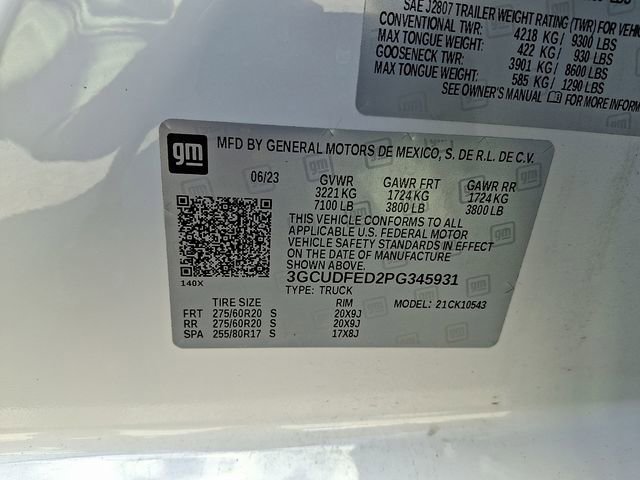 SAE J2807 TRAILER WEIGHT RATING (TWR) FOR VEHI
CONVENTIONAL TWR: 4218 KG/ 9300 LBS
MAX TONGUE WEIGHT: 422 KG/ 930 LBS
GOOSENECK TWR: 3901 KG/ 8600 LBS
MAX TONGUE WEIGHT: 585 KG/ 1290 LBS
SEE OWNER'S MANUAL FOR MORE INFORM
gm MFD BY GENERAL MOTORS DE MEXICO, S. DE R.L. DE C.V.
06/23 GVWR GAWR FRT GAWR RR
3221 KG 1724 KG 1724 KG
7100 LB 3800 LB 3800 LB
THIS VEHICLE CONFORMS TO ALL
APPLICABLE U.S. FEDERAL MOTOR
VEHICLE SAFETY STANDARDS IN EFFECT
ON THE DATE OF MANUFACTURE
SHOWN ABOVE.
3GCUDFED2PG345931
140X TYPE: TRUCK
TIRE SIZE RIM MODEL: 21CK10543
FRT 275/60R20 S 20X9J
RR 275/60R20 S 20X9J
SPA 255/80R17 S 17X8J